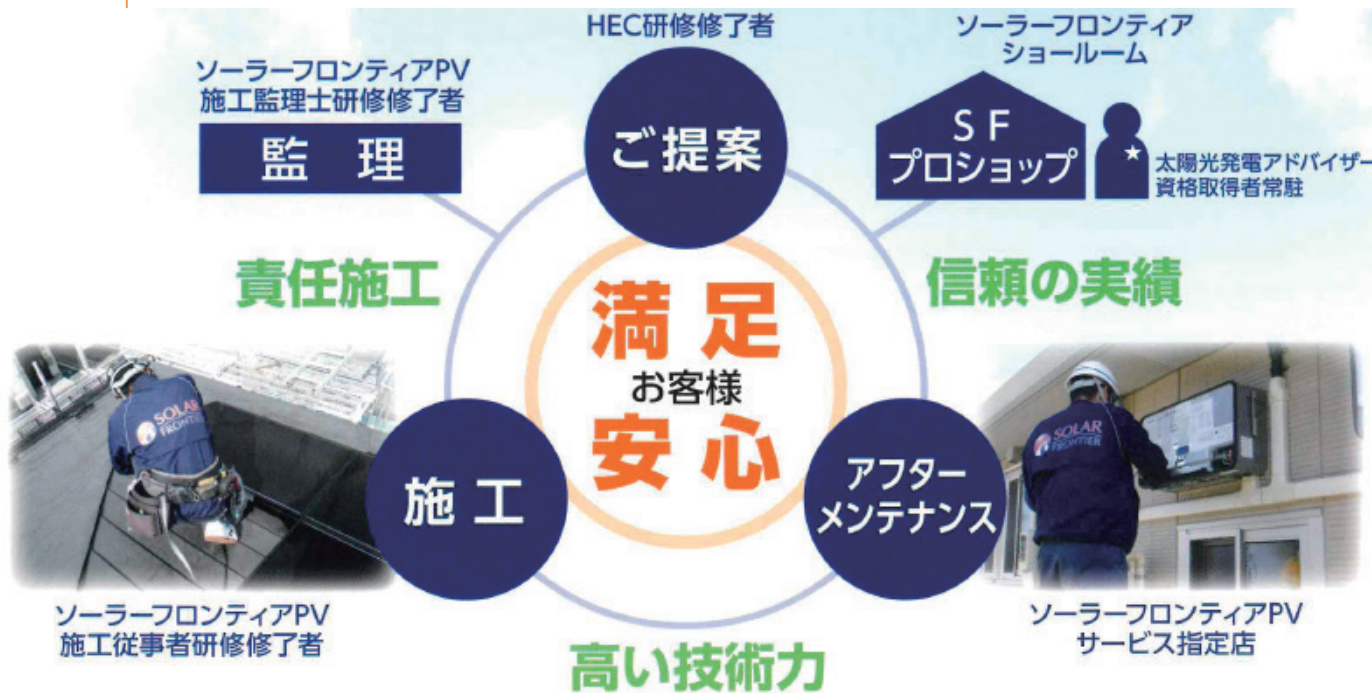 HEC研修修了者
ソーラーフロンティアPV
施工監理士研修修了者
監理
ご提案
ソーラーフロンティア
ショールーム
SF
プロショップ
太陽光発電アドバイザー
資格取得者常駐
責任施工
信頼の実績
満足
お客様
安心
施工
アフター
メンテナンス
SOLAR
FRONTIER
SOLAR
FRONTIER
ソーラーフロンティアPV
施工従事者研修修了者
ソーラーフロンティアPV
サービス指定店
高い技術力